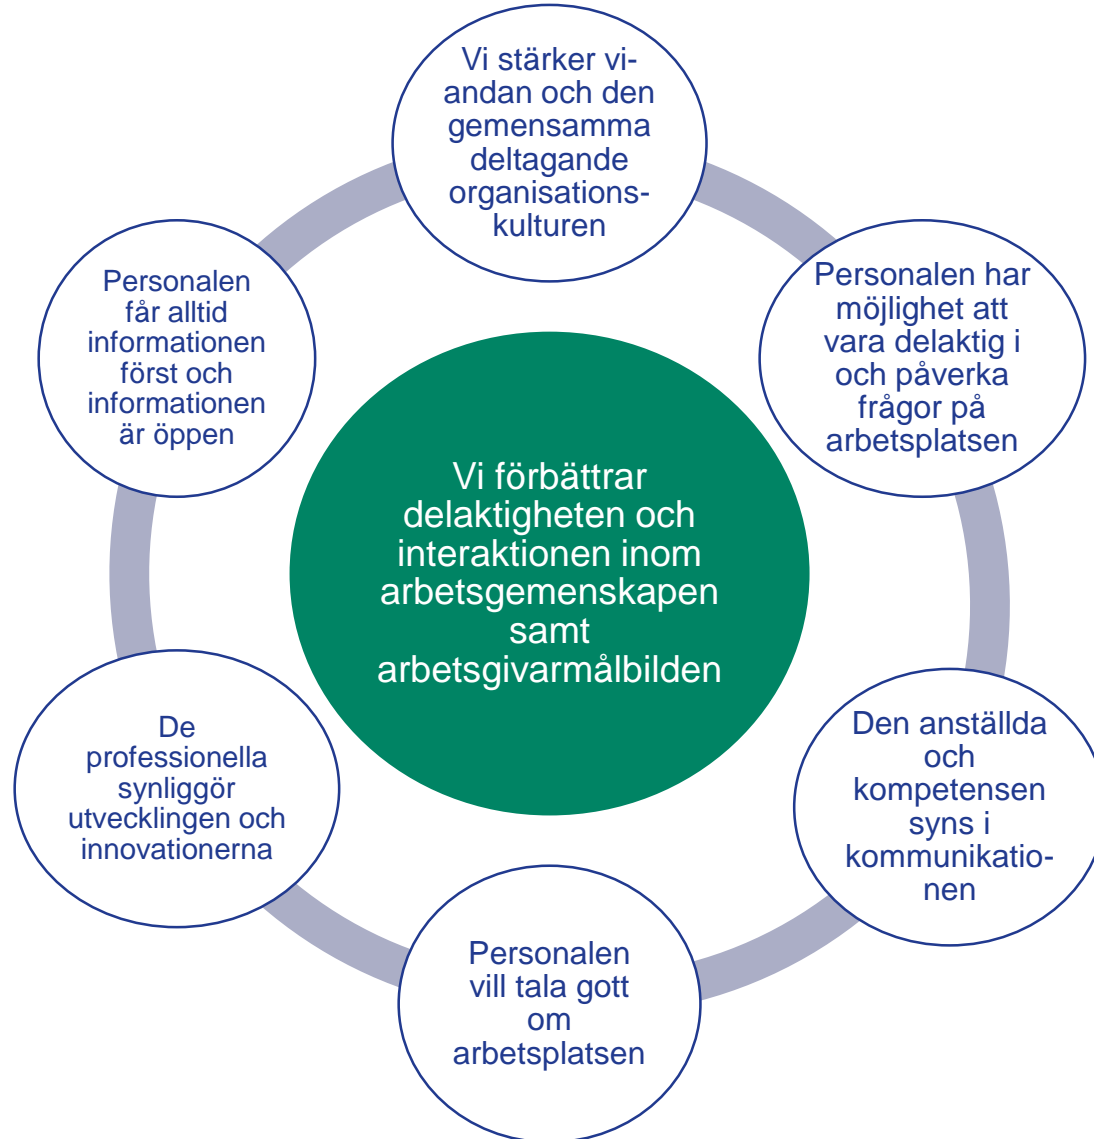 Vi stärker vi-
andan och den
gemensamma
deltagande
organisations-
kulturen
Personalen har
möjlighet att
vara delaktig i
och påverka
frågor på
arbetsplatsen
Den anställda
och
kompetensen
syns i
kommunikatio-
nen
Personalen
vill tala gott
om
arbetsplatsen
De
professionella
synliggör
utvecklingen och
innovationerna
Personalen
får alltid
informationen
först och
informationen
är öppen
Vi förbättrar
delaktigheten och
interaktionen inom
arbetsgemenskapen
samt
arbetsgivarmålbilden